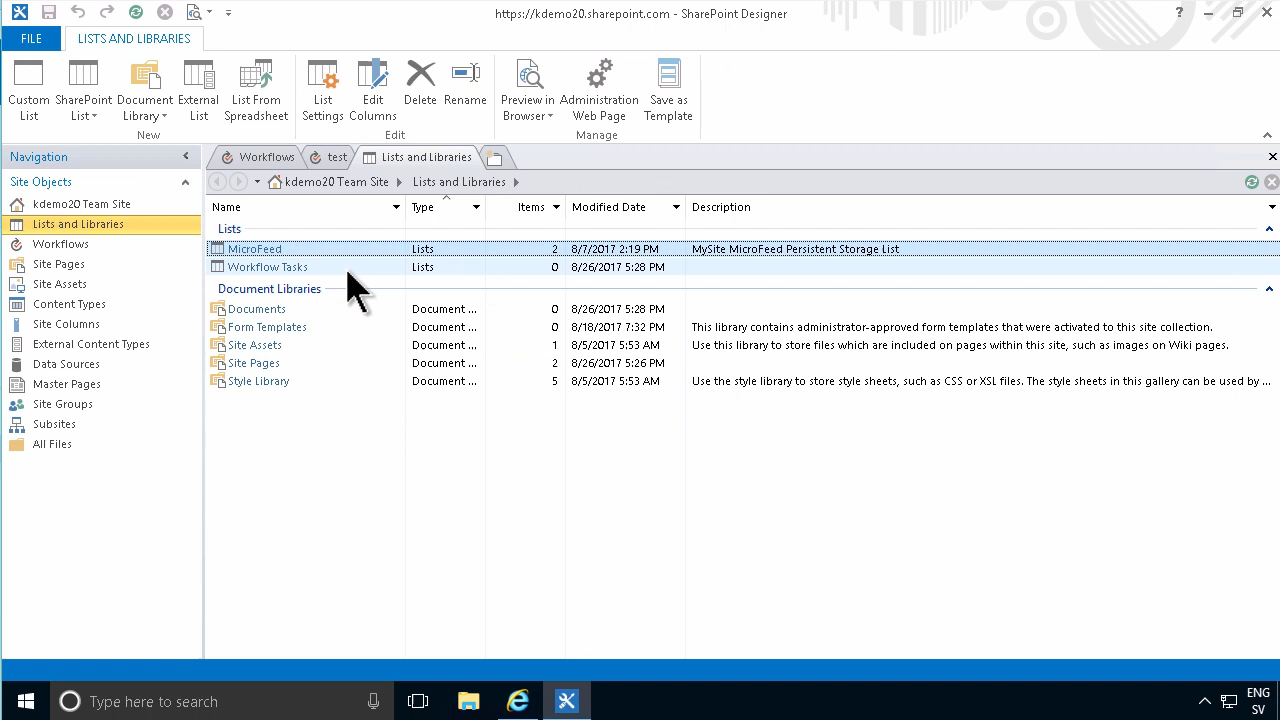 https://kdemo20.sharepoint.com - SharePoint Designer
?
FILE LISTS AND LIBRARIES
Custom List
SharePoint List
Document Library
External List
List From Spreadsheet
List Settings
Edit Columns
Delete
Rename
Preview in Browser
Administration Web Page
Save as Template
New Edit Manage
Navigation
Workflows test Lists and Libraries
Site Objects
kdemo20 Team Site Lists and Libraries
kdemo20 Team Site
Lists and Libraries
Workflows
Site Pages
Site Assets
Content Types
Site Columns
External Content Types
Data Sources
Master Pages
Site Groups
Subsites
All Files
Name Type Items Modified Date Description
Lists
MicroFeed Lists 2 8/7/2017 2:19 PM MySite MicroFeed Persistent Storage List
Workflow Tasks Lists 0 8/26/2017 5:28 PM
Document Libraries
Documents Document ... 0 8/26/2017 5:28 PM
Form Templates Document ... 0 8/18/2017 7:32 PM This library contains administrator-approved form templates that were activated to this site collection.
Site Assets Document ... 1 8/5/2017 5:53 AM Use this library to store files which are included on pages within this site, such as images on Wiki pages.
Site Pages Document ... 2 8/26/2017 5:26 PM
Style Library Document ... 5 8/5/2017 5:53 AM Use the style library to store style sheets, such as CSS or XSL files. The style sheets in this gallery can be used by ...
Type here to search
ENG
SV